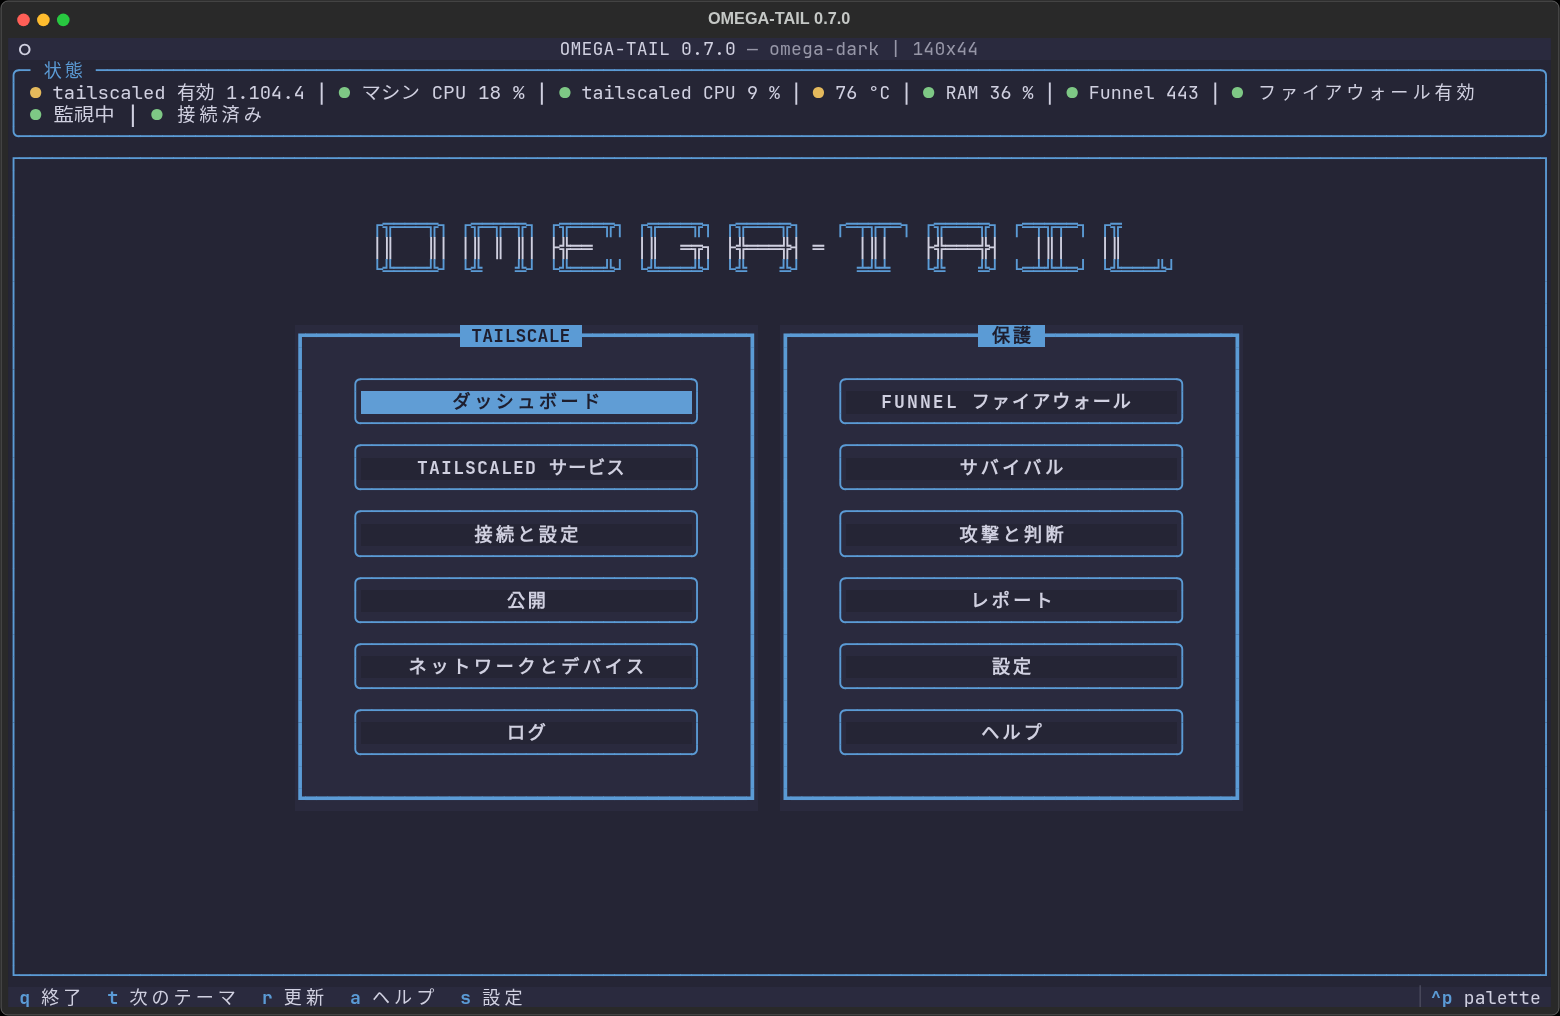 OMEGA-TAIL 0.7.0
OMEGA-TAIL 0.7.0 — omega-dark | 140x44
状態
tailscaled 有効 1.104.4 | マシン CPU 18 % | tailscaled CPU 9 % | 76 °C | RAM 36 % | Funnel 443 | ファイアウォール有効
監視中 | 接続済み
OMEGA-TAIL
TAILSCALE
ダッシュボード
TAILSCALED サービス
接続と設定
公開
ネットワークとデバイス
ログ
保護
FUNNEL ファイアウォール
サバイバル
攻撃と判断
レポート
設定
ヘルプ
q 終了 t 次のテーマ r 更新 a ヘルプ s 設定 ^p palette